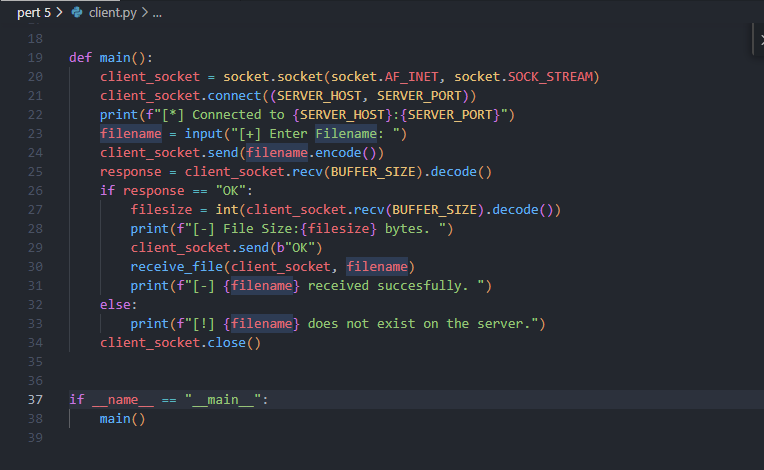 pert 5 > client.py > ...
18
19 def main():
20     client_socket = socket.socket(socket.AF_INET, socket.SOCK_STREAM)
21     client_socket.connect((SERVER_HOST, SERVER_PORT))
22     print(f"[*] Connected to {SERVER_HOST}:{SERVER_PORT}")
23     filename = input("[+] Enter Filename: ")
24     client_socket.send(filename.encode())
25     response = client_socket.recv(BUFFER_SIZE).decode()
26     if response == "OK":
27         filesize = int(client_socket.recv(BUFFER_SIZE).decode())
28         print(f"[-] File Size:{filesize} bytes. ")
29         client_socket.send(b"OK")
30         receive_file(client_socket, filename)
31         print(f"[-] {filename} received succesfully. ")
32     else:
33         print(f"[!] {filename} does not exist on the server.")
34     client_socket.close()
35
36
37 if __name__ == "__main__":
38     main()
39